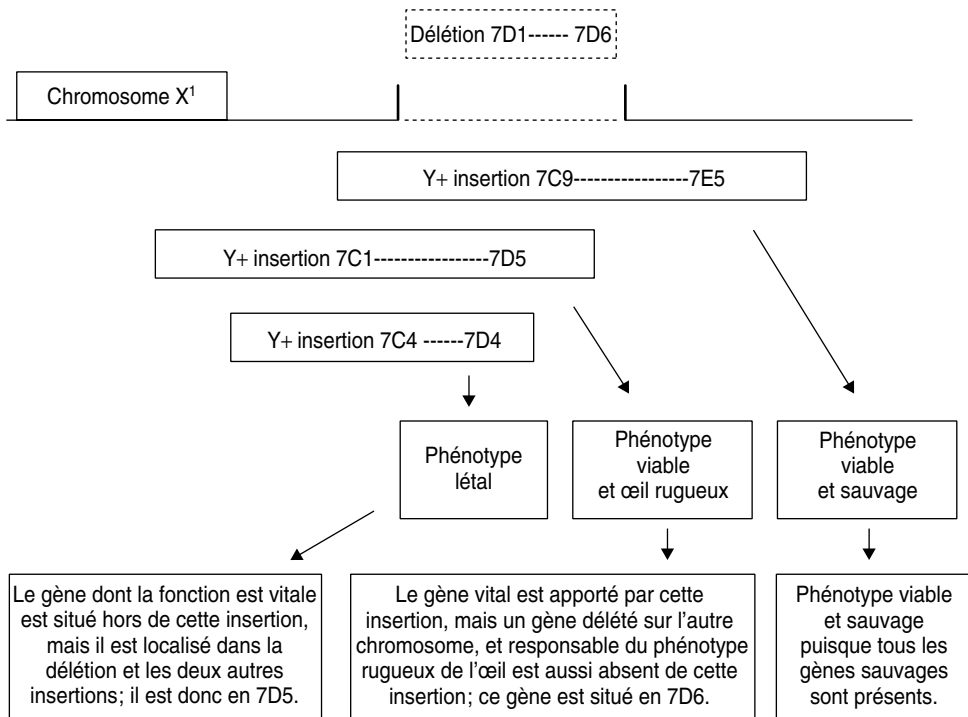 Délétion 7D1------ 7D6
Chromosome X1
Y+ insertion 7C9-----------------7E5
Y+ insertion 7C1-----------------7D5
Y+ insertion 7C4 ------7D4
Phénotype
létal
Phénotype
viable
et œil rugueux
Phénotype
viable
et sauvage
Le gène dont la fonction est vitale
est situé hors de cette insertion,
mais il est localisé dans la
délétion et les deux autres
insertions; il est donc en 7D5.
Le gène vital est apporté par cette
insertion, mais un gène délété sur l’autre
chromosome, et responsable du phénotype
rugueux de l’œil est aussi absent de cette
insertion; ce gène est situé en 7D6.
Phénotype viable
et sauvage
puisque tous les
gènes sauvages
sont présents.